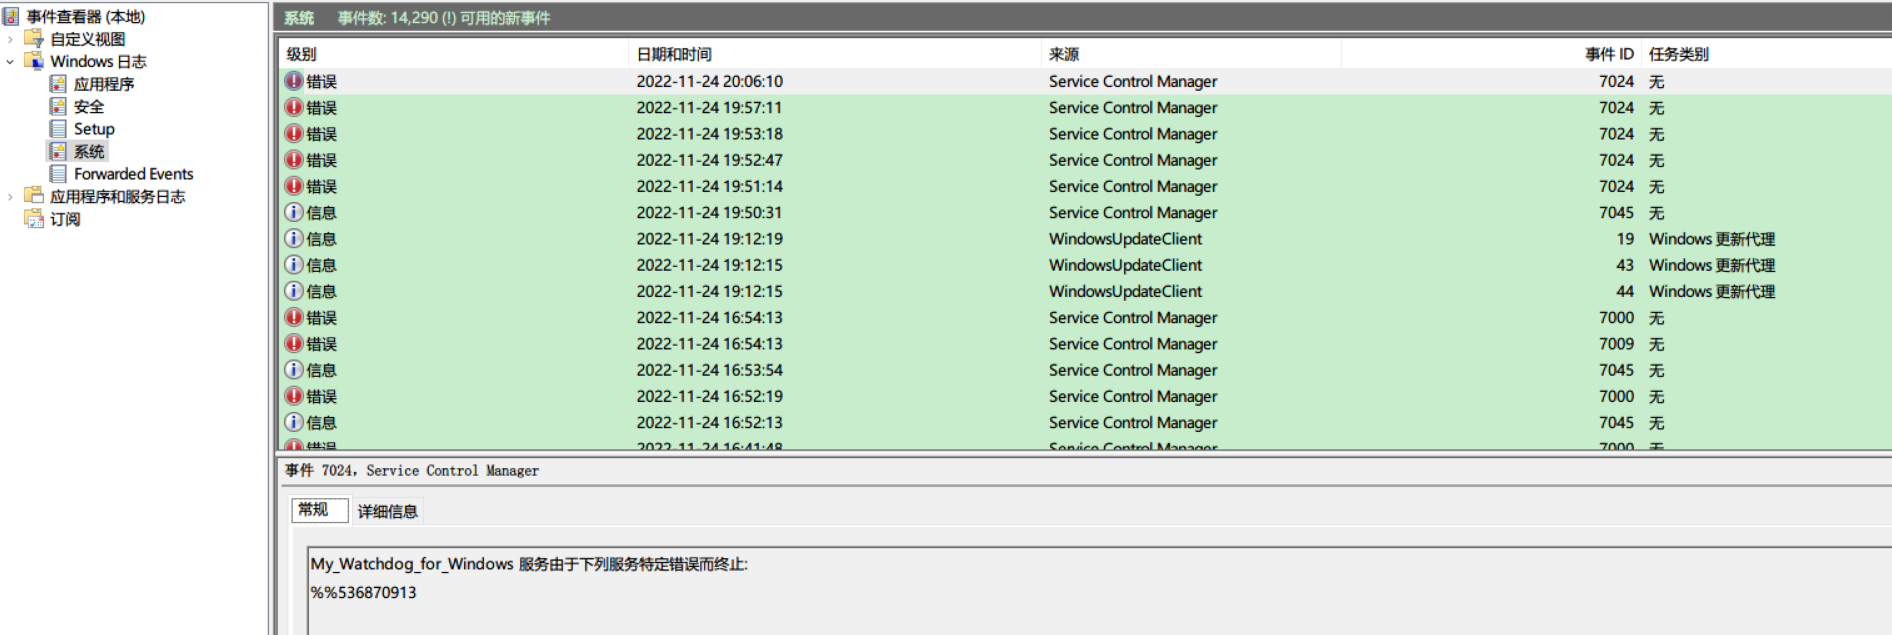 事件查看器 (本地)
自定义视图
Windows 日志
应用程序
安全
Setup
系统
Forwarded Events
应用程序和服务日志
订阅
系统 事件数: 14,290 (!) 可用的新事件
级别 日期和时间 来源 事件 ID 任务类别
错误 2022-11-24 20:06:10 Service Control Manager 7024 无
错误 2022-11-24 19:57:11 Service Control Manager 7024 无
错误 2022-11-24 19:53:18 Service Control Manager 7024 无
错误 2022-11-24 19:52:47 Service Control Manager 7024 无
错误 2022-11-24 19:51:14 Service Control Manager 7024 无
信息 2022-11-24 19:50:31 Service Control Manager 7045 无
信息 2022-11-24 19:12:19 WindowsUpdateClient 19 Windows 更新代理
信息 2022-11-24 19:12:15 WindowsUpdateClient 43 Windows 更新代理
信息 2022-11-24 19:12:15 WindowsUpdateClient 44 Windows 更新代理
错误 2022-11-24 16:54:13 Service Control Manager 7000 无
错误 2022-11-24 16:54:13 Service Control Manager 7009 无
信息 2022-11-24 16:53:54 Service Control Manager 7045 无
错误 2022-11-24 16:52:19 Service Control Manager 7000 无
信息 2022-11-24 16:52:13 Service Control Manager 7045 无
错误 2022-11-24 16:41:48 Service Control Manager 7000 无
事件 7024，Service Control Manager
常规 详细信息
My_Watchdog_for_Windows 服务由于下列服务特定错误而终止:
%%536870913